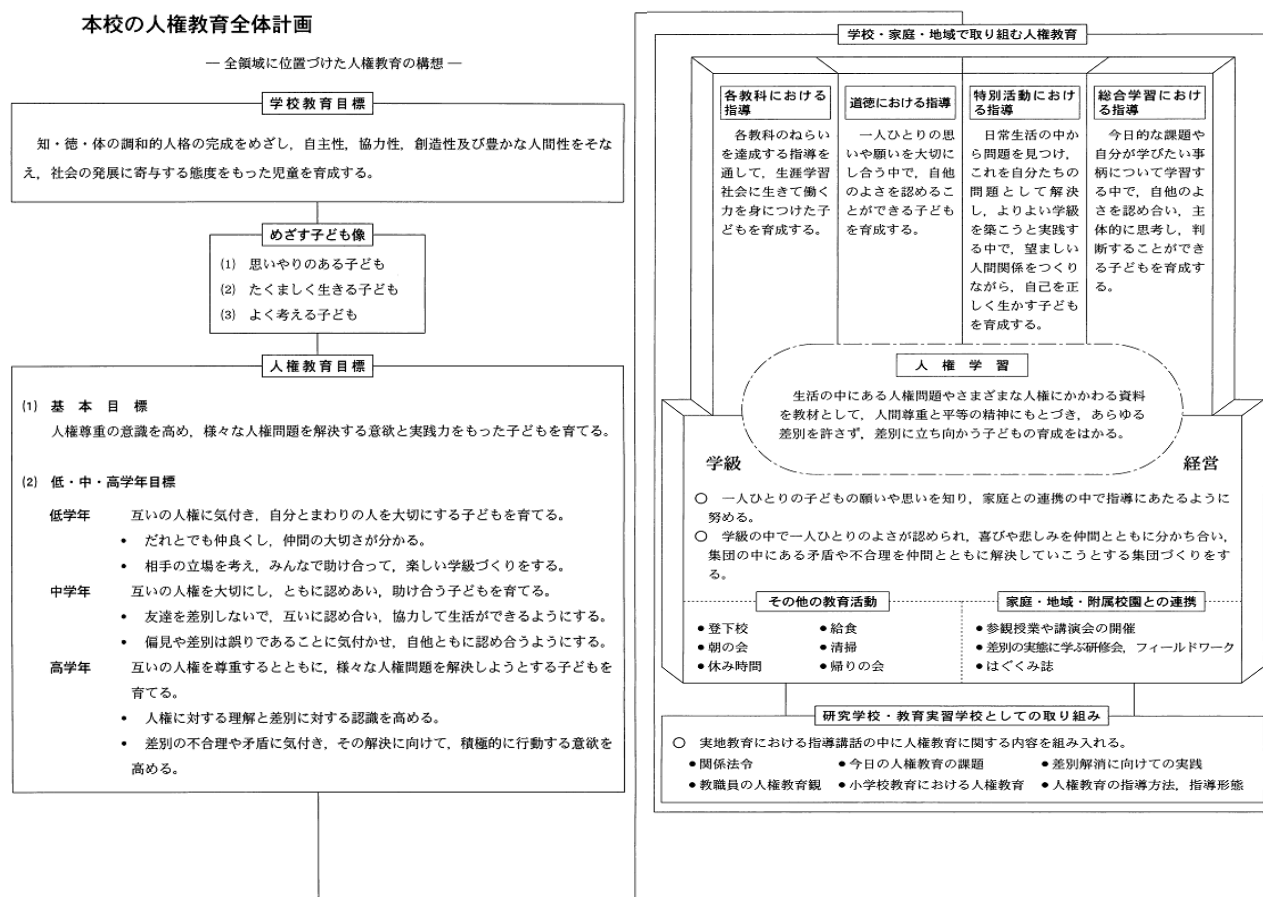 本校の人権教育全体計画
― 全領域に位置づけた人権教育の構想 ―
学校教育目標
知・徳・体の調和的人格の完成をめざし，自主性，協力性，創造性及び豊かな人間性をそな
え，社会の発展に寄与する態度をもった児童を育成する。
めざす子ども像
(1) 思いやりのある子ども
(2) たくましく生きる子ども
(3) よく考える子ども
人権教育目標
(1) 基本目標
人権尊重の意識を高め，様々な人権問題を解決する意欲と実践力をもった子どもを育てる。
(2) 低・中・高学年目標
低学年 互いの人権に気付き，自分とまわりの人を大切にする子どもを育てる。
• だれとでも仲良くし，仲間の大切さが分かる。
• 相手の立場を考え，みんなで助け合って，楽しい学級づくりをする。
中学年 互いの人権を大切にし，ともに認めあい，助け合う子どもを育てる。
• 友達を差別しないで，互いに認め合い，協力して生活ができるようにする。
• 偏見や差別は誤りであることに気付かせ，自他ともに認め合うようにする。
高学年 互いの人権を尊重するとともに，様々な人権問題を解決しようとする子どもを
育てる。
• 人権に対する理解と差別に対する認識を高める。
• 差別の不合理や矛盾に気付き，その解決に向けて，積極的に行動する意欲を
高める。
学校・家庭・地域で取り組む人権教育
各教科における
指導
各教科のねらい
を達成する指導を
通して，生涯学習
社会に生きて働く
力を身につけた子
どもを育成する。
道徳における指導
一人ひとりの思
いや願いを大切に
し合う中で，自他
のよさを認めるこ
とができる子ども
を育成する。
特別活動におけ
る指導
日常生活の中か
ら問題を見つけ，
これを自分たちの
問題として解決
し，よりよい学級
を築こうと実践す
る中で，望ましい
人間関係をつくり
ながら，自己を正
しく生かす子ども
を育成する。
総合学習におけ
る指導
今日的な課題や
自分が学びたい事
柄について学習す
る中で，自他のよ
さを認め合い，主
体的に思考し，判
断することができ
る子どもを育成す
る。
人権学習
生活の中にある人権問題やさまざまな人権にかかわる資料
を教材として，人間尊重と平等の精神にもとづき，あらゆる
差別を許さず，差別に立ち向かう子どもの育成をはかる。
学級 経営
○ 一人ひとりの子どもの願いや思いを知り，家庭との連携の中で指導にあたるように
努める。
○ 学級の中で一人ひとりのよさが認められ，喜びや悲しみを仲間とともに分かち合い，
集団の中にある矛盾や不合理を仲間とともに解決していこうとする集団づくりをす
る。
その他の教育活動
● 登下校 ● 給食
● 朝の会 ● 清掃
● 休み時間 ● 帰りの会
家庭・地域・附属校園との連携
● 参観授業や講演会の開催
● 差別の実態に学ぶ研修会，フィールドワーク
● はぐくみ誌
研究学校・教育実習学校としての取り組み
○ 実地教育における指導講話の中に人権教育に関する内容を組み入れる。
● 関係法令 ● 今日の人権教育の課題 ● 差別解消に向けての実践
● 教職員の人権教育観 ● 小学校教育における人権教育 ● 人権教育の指導方法，指導形態